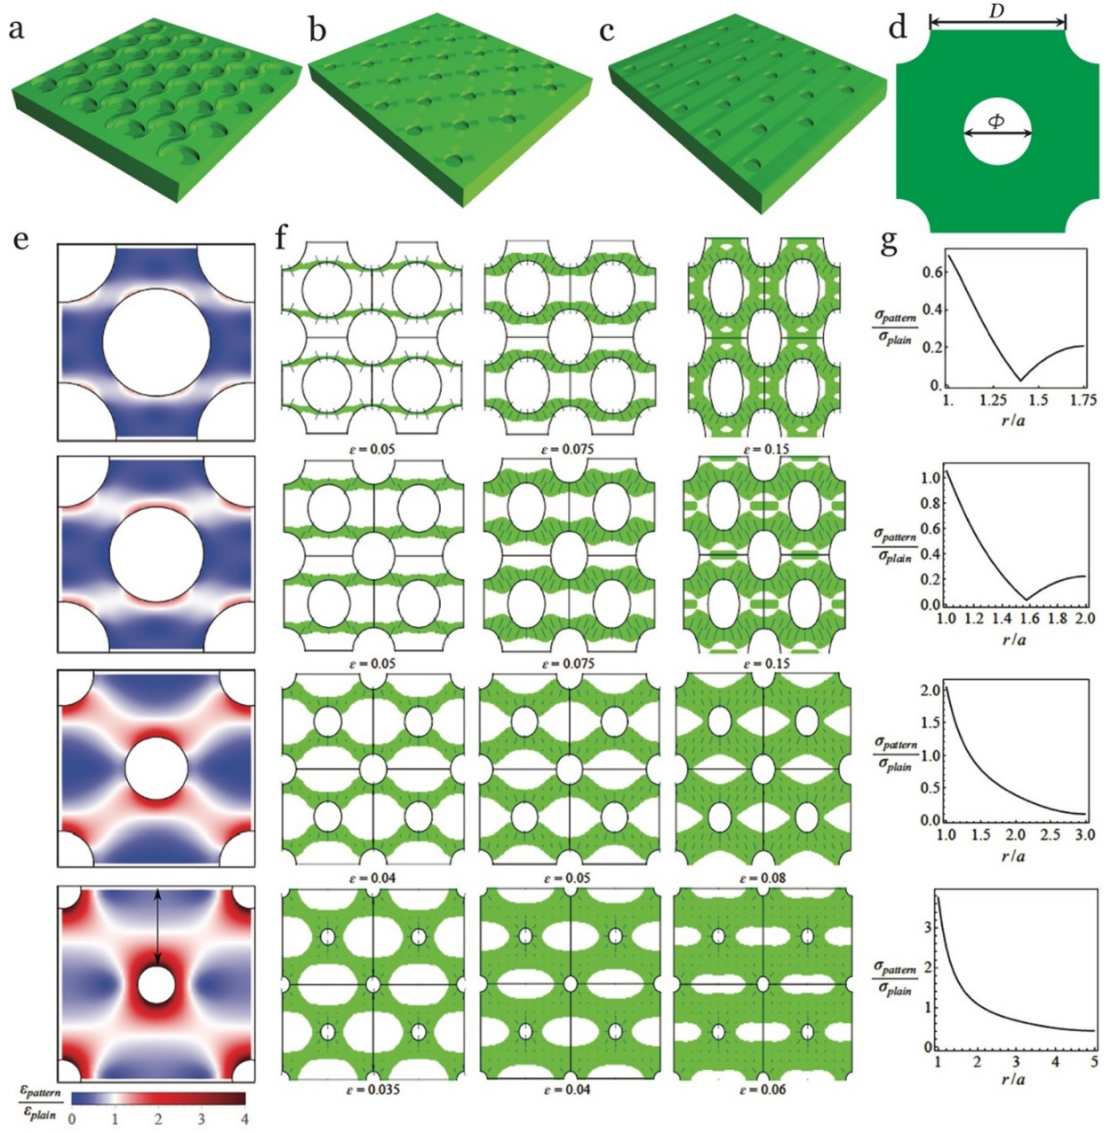 a
b
c
d
D
Φ
e
f
g
0.6
0.4
0.2
0.
σpattern
σplain
1.
1.25
1.5
1.75
r/a
ε = 0.05
ε = 0.075
ε = 0.15
1.0
0.8
0.6
0.4
0.2
0.0
σpattern
σplain
1.0
1.2
1.4
1.6
1.8
2.0
r/a
ε = 0.05
ε = 0.075
ε = 0.15
2.0
1.5
1.0
0.5
0.0
σpattern
σplain
1.0
1.5
2.0
2.5
3.0
r/a
ε = 0.04
ε = 0.05
ε = 0.08
3
2
1
0
σpattern
σplain
1
2
3
4
5
r/a
ε = 0.035
ε = 0.04
ε = 0.06
εpattern
εplain
0
1
2
3
4